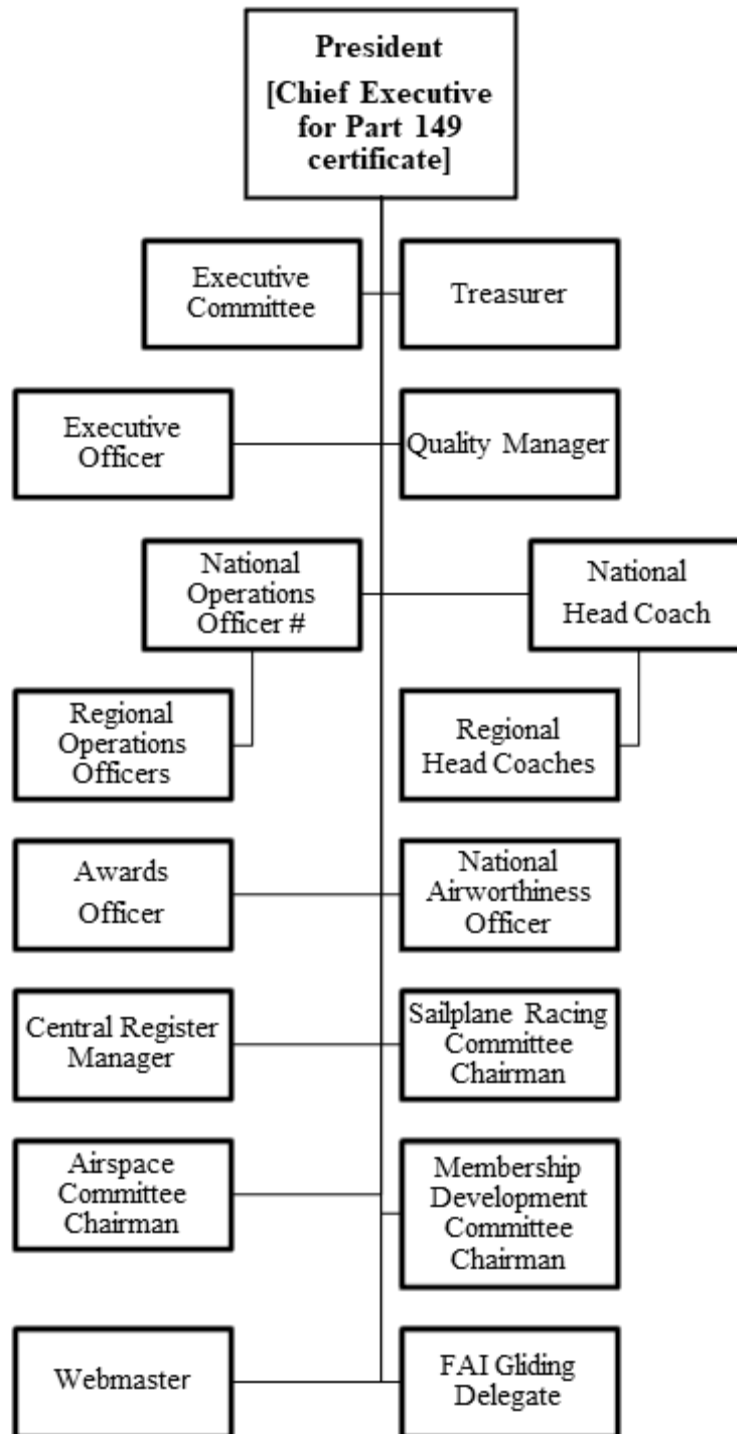 President
[Chief Executive
for Part 149
certificate]
Executive
Committee
Treasurer
Executive
Officer
Quality Manager
National
Operations
Officer #
National
Head Coach
Regional
Operations
Officers
Regional
Head Coaches
Awards
Officer
National
Airworthiness
Officer
Central Register
Manager
Sailplane Racing
Committee
Chairman
Airspace
Committee
Chairman
Membership
Development
Committee
Chairman
Webmaster
FAI Gliding
Delegate